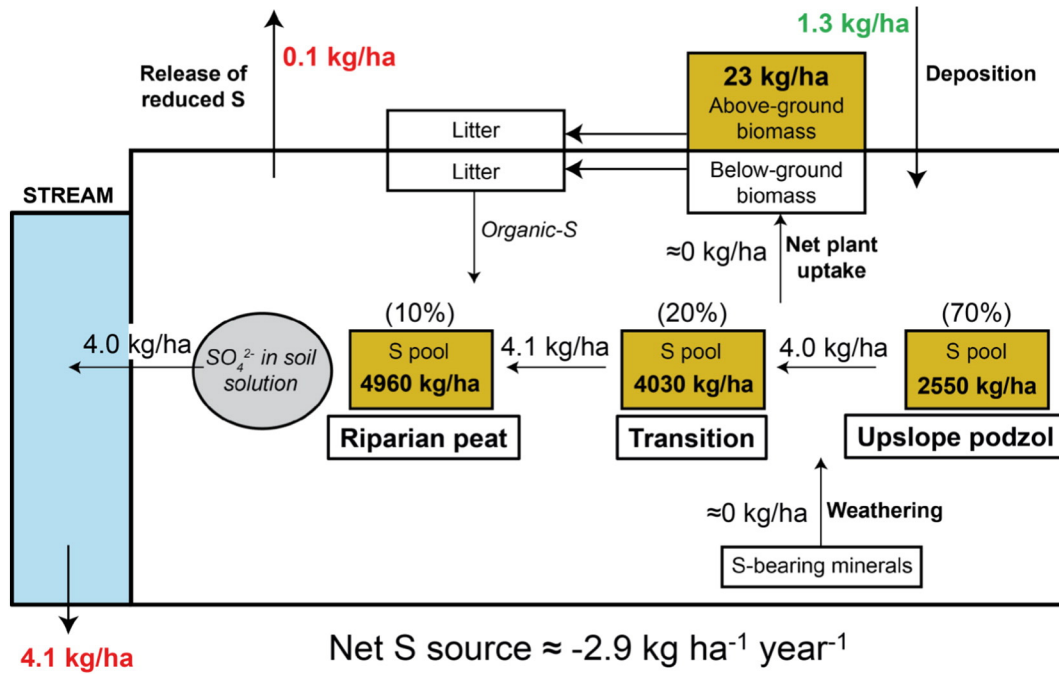 1.3 kg/ha
0.1 kg/ha
Release of
reduced S
23 kg/ha
Above-ground
biomass
Deposition
Litter
Litter
Below-ground
biomass
STREAM
Organic-S
≈0 kg/ha
Net plant
uptake
(10%)
(20%)
(70%)
4.0 kg/ha
SO₄²⁻ in soil
solution
S pool
4960 kg/ha
4.1 kg/ha
S pool
4030 kg/ha
4.0 kg/ha
S pool
2550 kg/ha
Riparian peat
Transition
Upslope podzol
≈0 kg/ha
Weathering
S-bearing minerals
4.1 kg/ha
Net S source ≈ -2.9 kg ha⁻¹ year⁻¹